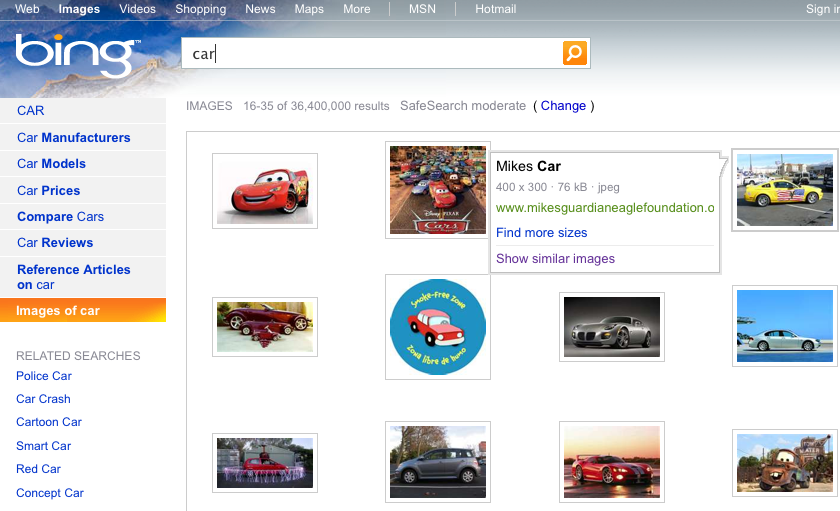 Web Images Videos Shopping News Maps More MSN Hotmail Sign in
bing™
car
IMAGES 16-35 of 36,400,000 results SafeSearch moderate ( Change )
CAR
Car Manufacturers
Car Models
Car Prices
Compare Cars
Car Reviews
Reference Articles
on car
Images of car
RELATED SEARCHES
Police Car
Car Crash
Cartoon Car
Smart Car
Red Car
Concept Car
Disney PIXAR
Cars
Mikes Car
400 x 300 · 76 kB · jpeg
www.mikesguardianeaglefoundation.o
Find more sizes
Show similar images
Smoke-Free Zone
Zona libre de humo